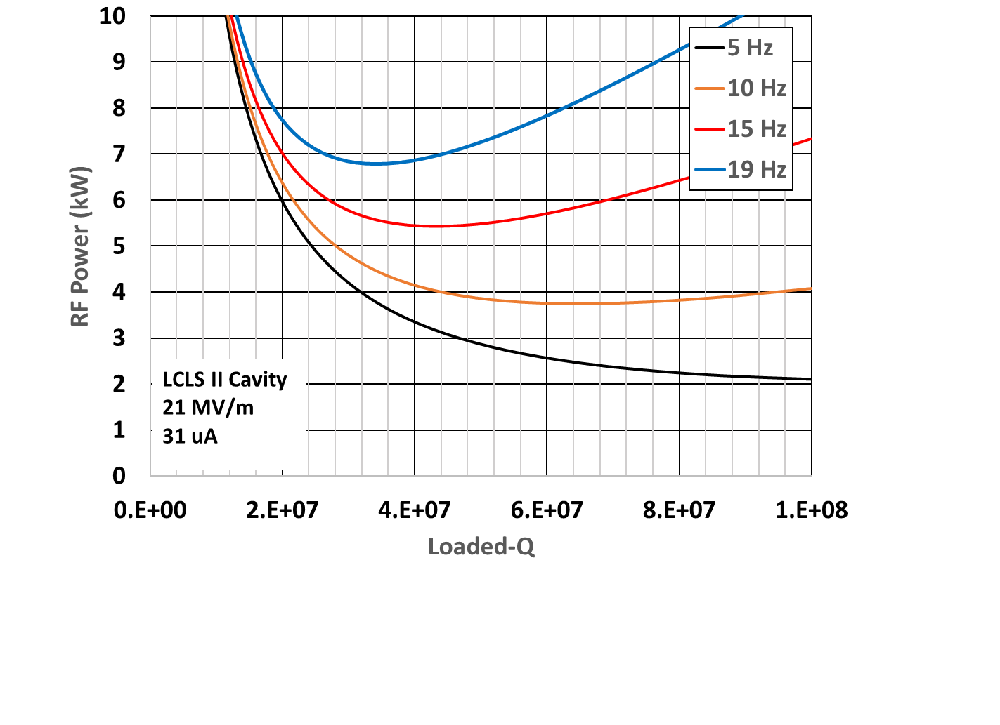 10
9
8
7
6
5
4
3
2
1
0
RF Power (kW)
5 Hz
10 Hz
15 Hz
19 Hz
LCLS II Cavity
21 MV/m
31 uA
0.E+00 2.E+07 4.E+07 6.E+07 8.E+07 1.E+08
Loaded-Q